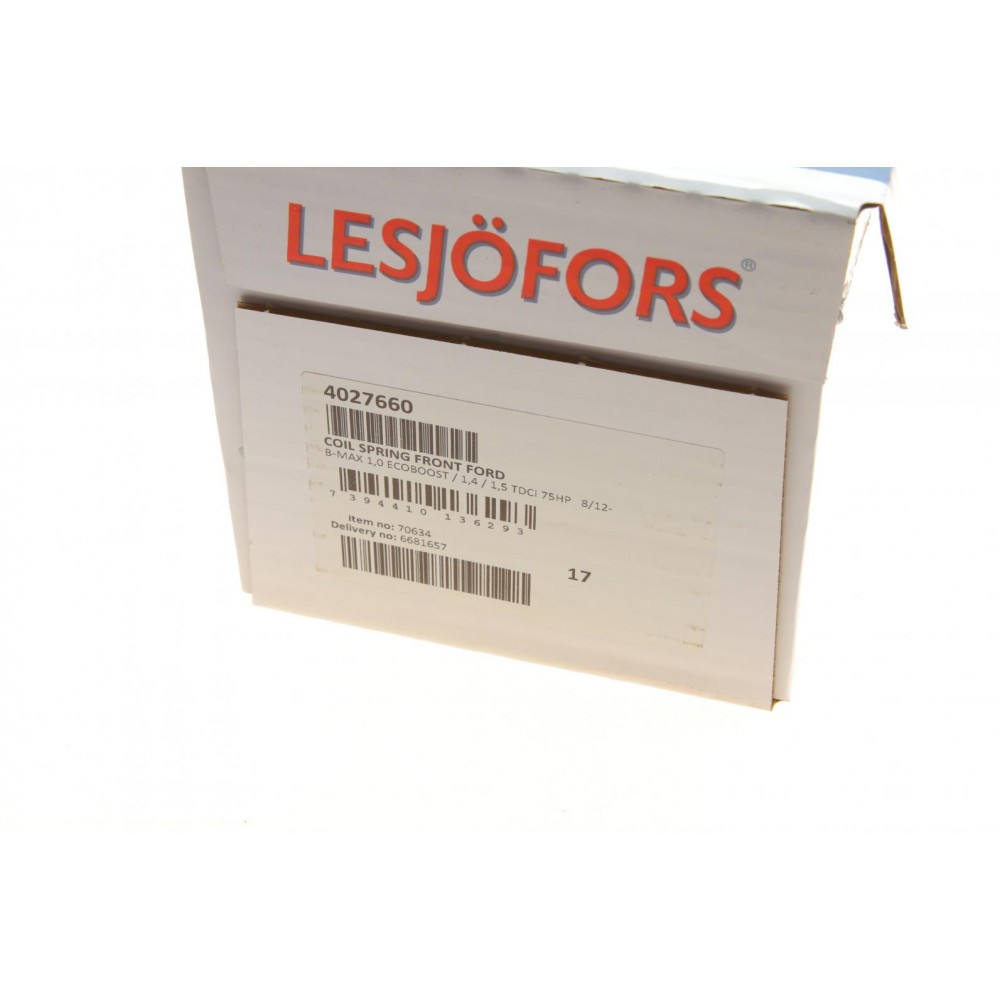 LESJÖFORS®
4027660
COIL SPRING FRONT FORD
B-MAX 1,0 ECOBOOST / 1,4 / 1,5 TDCI 75HP 8/12-
7 394410 136293
Item no: 70634
Delivery no: 6681657
17